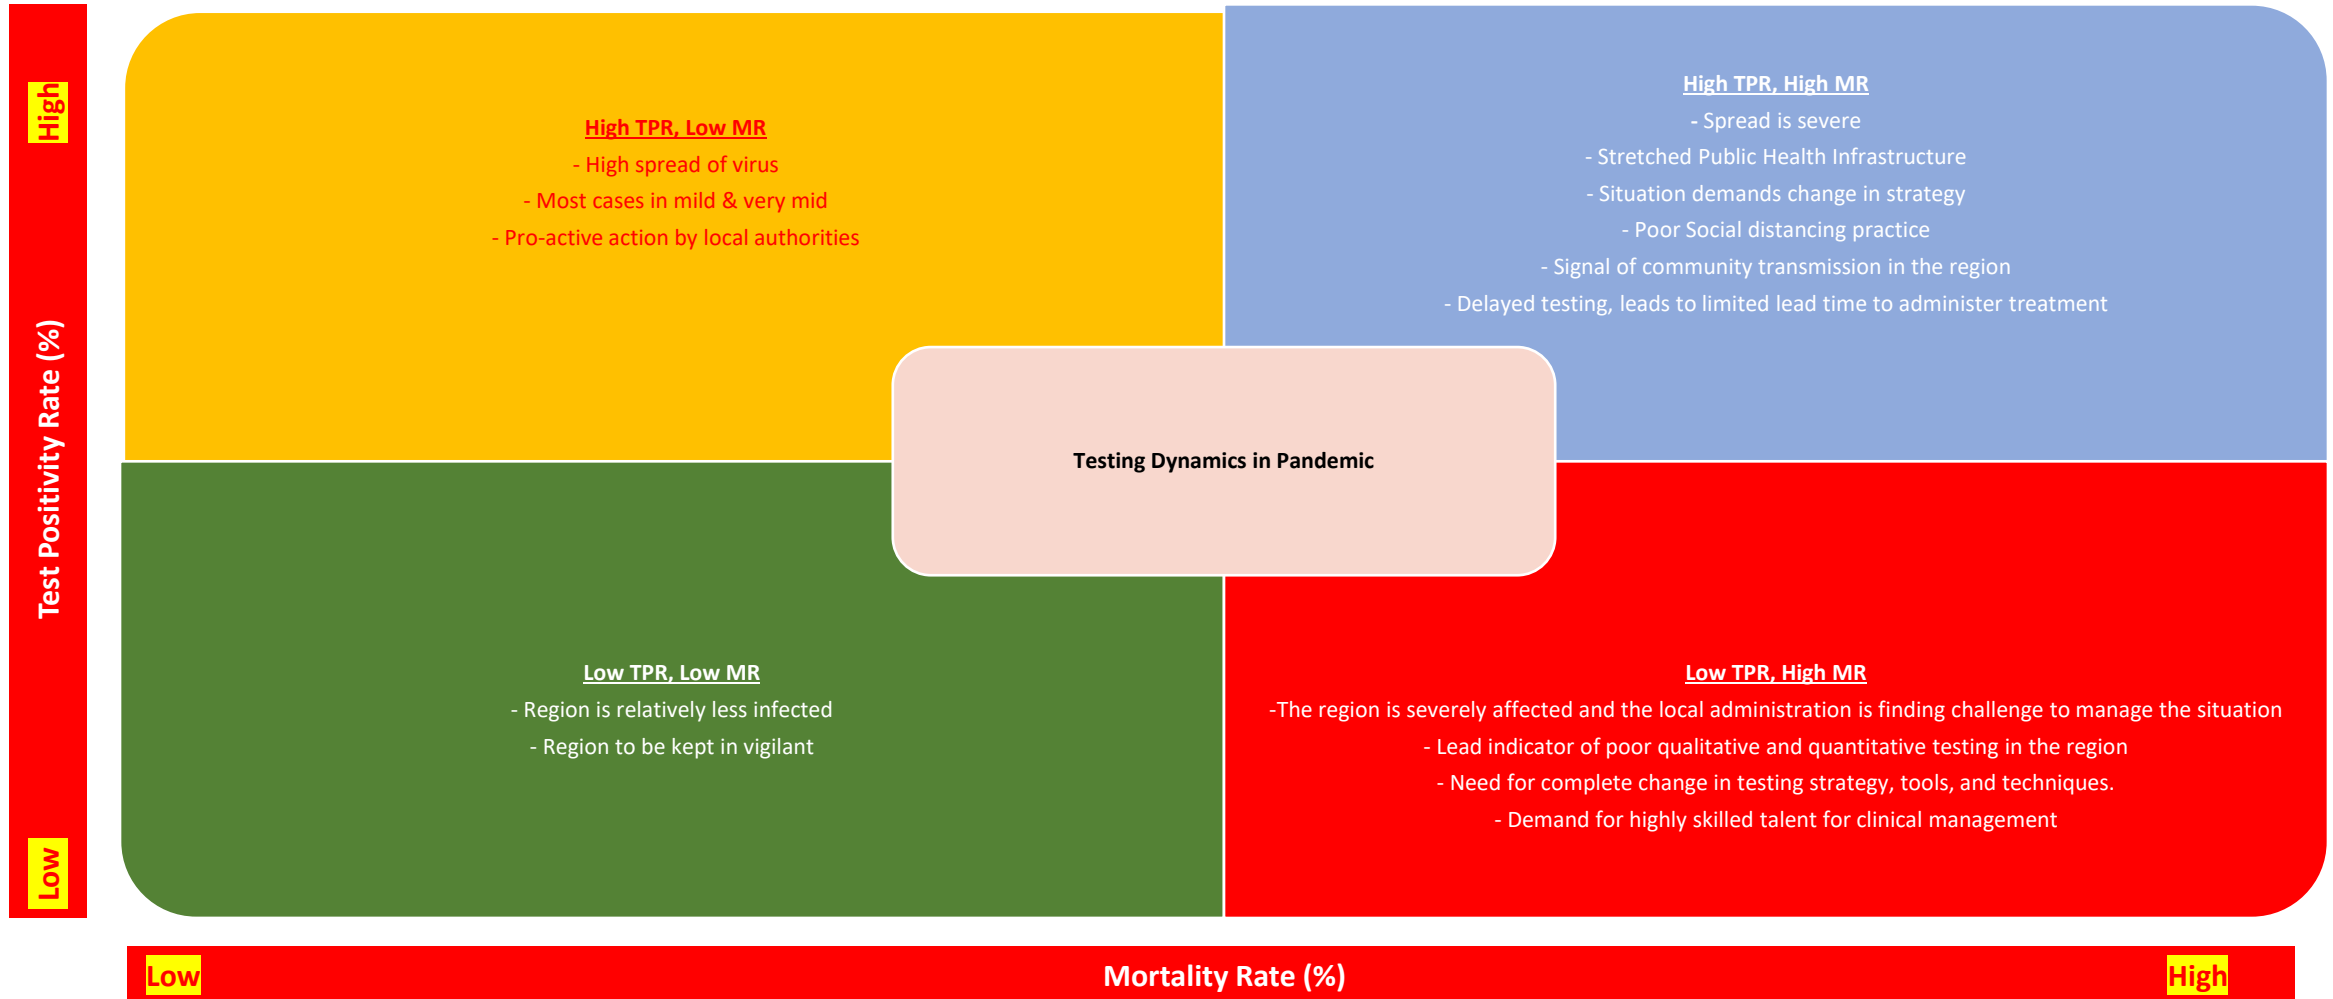 High
Test Positivity Rate (%)
Low
High TPR, Low MR
- High spread of virus
- Most cases in mild & very mid
- Pro-active action by local authorities
High TPR, High MR
- Spread is severe
- Stretched Public Health Infrastructure
- Situation demands change in strategy
- Poor Social distancing practice
- Signal of community transmission in the region
- Delayed testing, leads to limited lead time to administer treatment
Testing Dynamics in Pandemic
Low TPR, Low MR
- Region is relatively less infected
- Region to be kept in vigilant
Low TPR, High MR
-The region is severely affected and the local administration is finding challenge to manage the situation
- Lead indicator of poor qualitative and quantitative testing in the region
- Need for complete change in testing strategy, tools, and techniques.
- Demand for highly skilled talent for clinical management
Low
Mortality Rate (%)
High